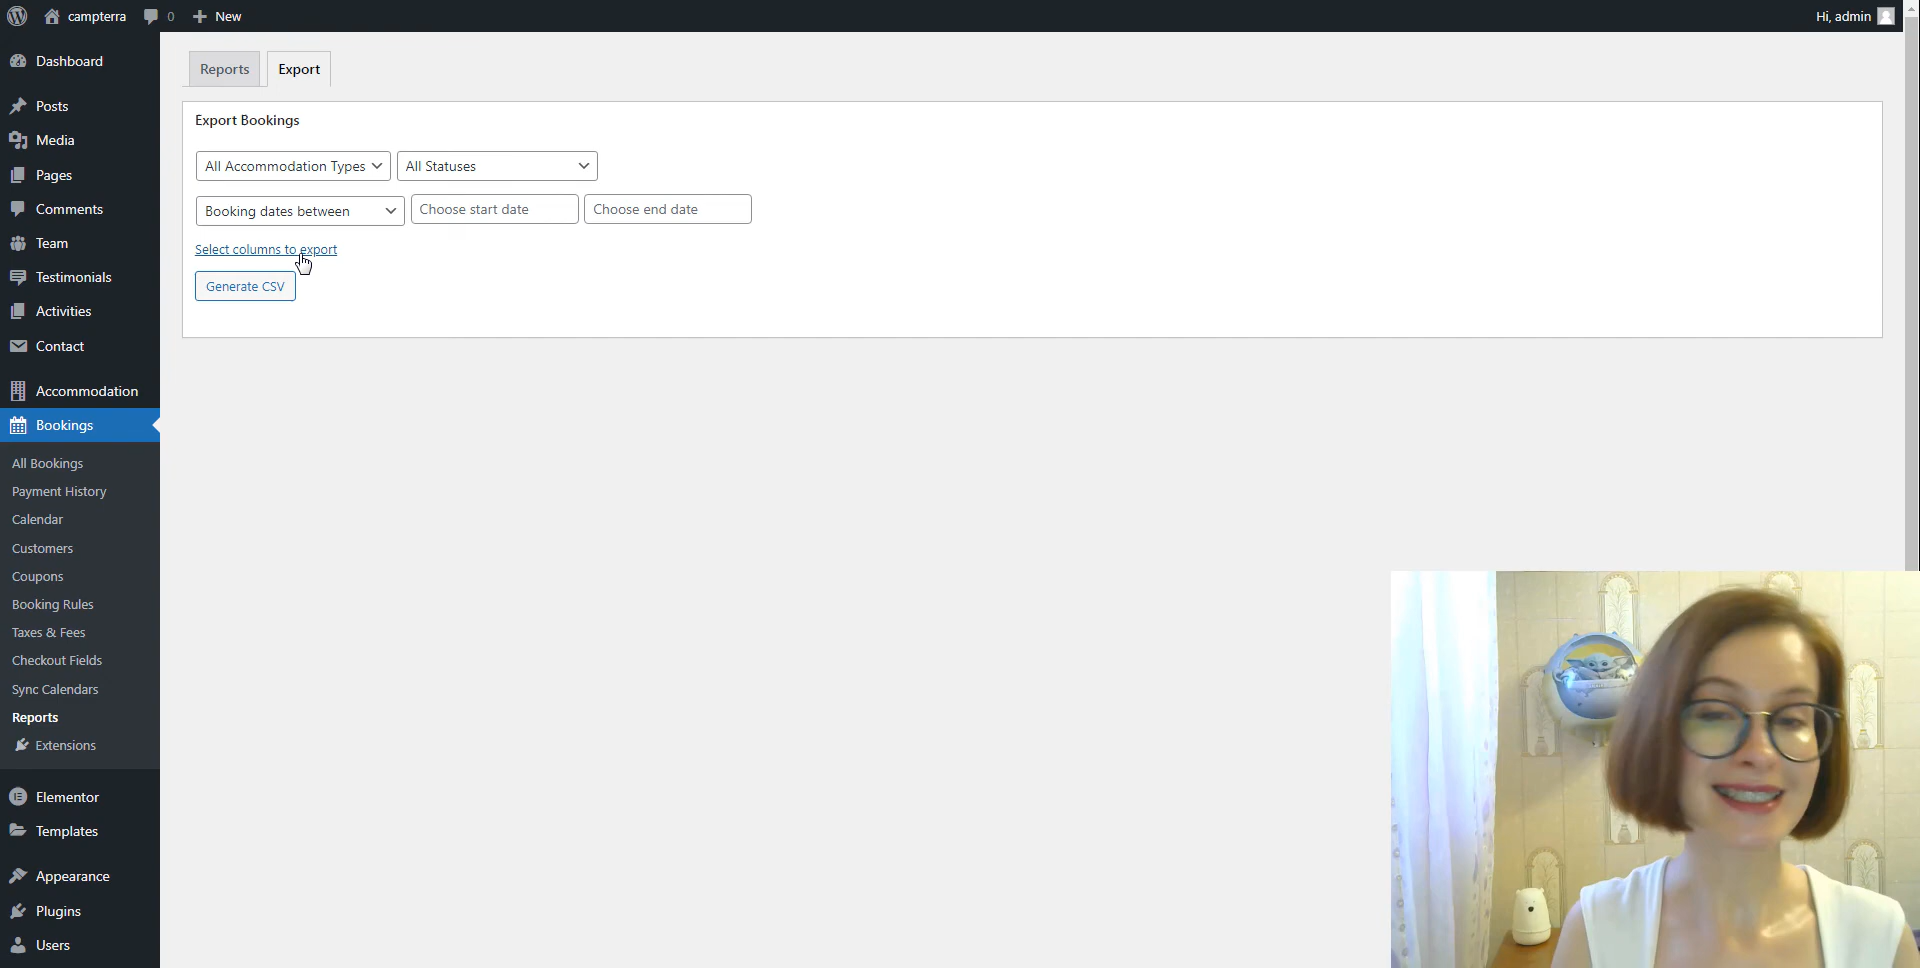 campterra 0 New Hi, admin
Dashboard
Posts
Media
Pages
Comments
Team
Testimonials
Activities
Contact
Accommodation
Bookings
All Bookings
Payment History
Calendar
Customers
Coupons
Booking Rules
Taxes & Fees
Checkout Fields
Sync Calendars
Reports
Extensions
Elementor
Templates
Appearance
Plugins
Users
Reports Export
Export Bookings
All Accommodation Types All Statuses
Booking dates between Choose start date Choose end date
Select columns to export
Generate CSV